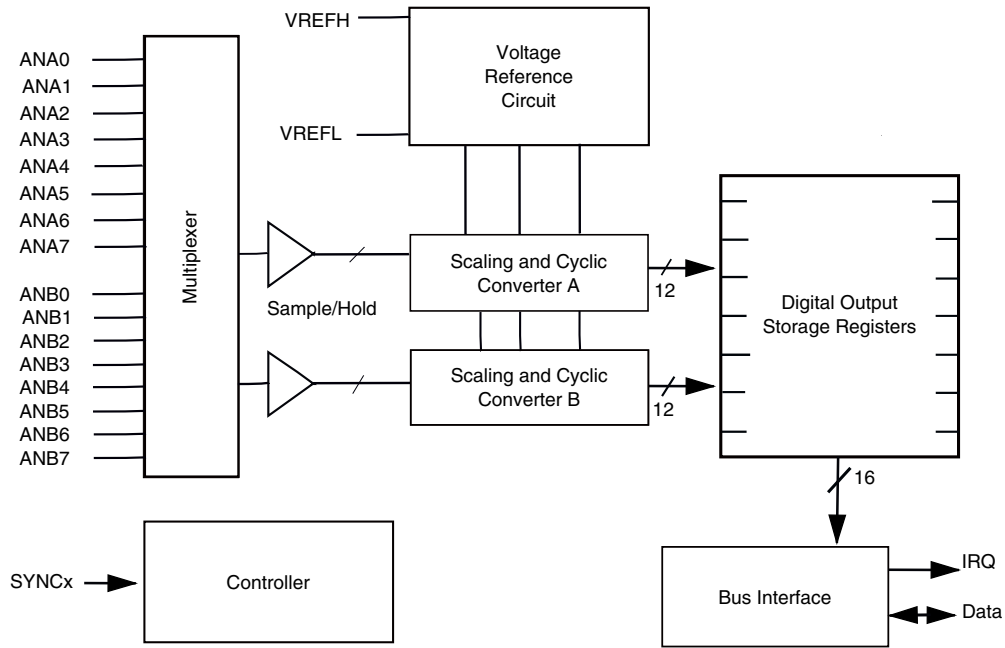 VREFH
Voltage
Reference
Circuit
VREFL
ANA0
ANA1
ANA2
ANA3
ANA4
ANA5
ANA6
ANA7
ANB0
ANB1
ANB2
ANB3
ANB4
ANB5
ANB6
ANB7
Multiplexer
Sample/Hold
Scaling and Cyclic
Converter A
12
Scaling and Cyclic
Converter B
12
Digital Output
Storage Registers
16
SYNCx
Controller
Bus Interface
IRQ
Data